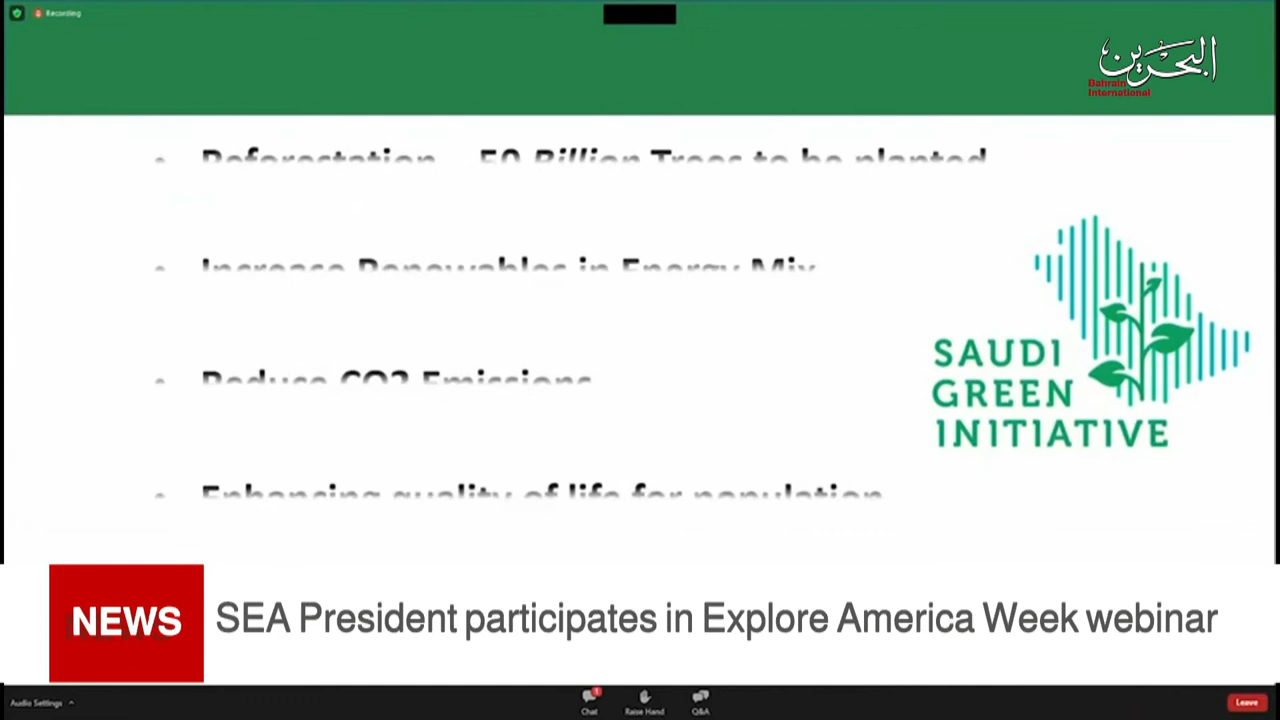 Recording
البحرين
Bahrain
International
Reforestation – 50 Billion Trees to be planted
Increase Renewables in Energy Mix
Reduce CO2 Emissions
Enhancing quality of life for population
SAUDI
GREEN
INITIATIVE
NEWS
SEA President participates in Explore America Week webinar
Audio Settings
Chat
1
Raise Hand
Q&A
Leave